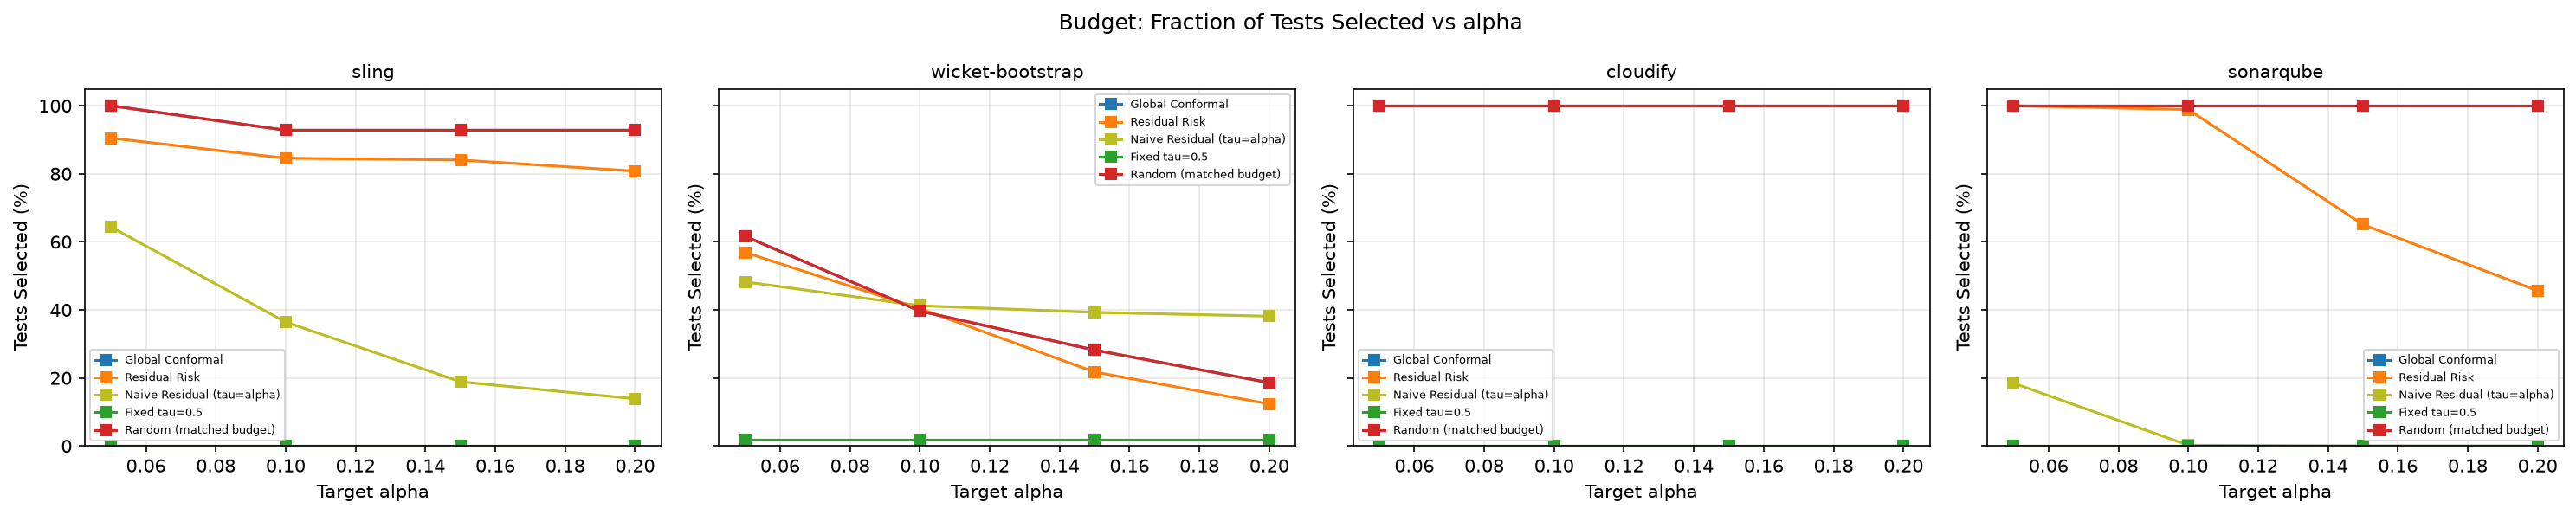 Budget: Fraction of Tests Selected vs alpha
sling
Tests Selected (%)
100
80
60
40
20
0
Global Conformal
Residual Risk
Naive Residual (tau=alpha)
Fixed tau=0.5
Random (matched budget)
0.06 0.08 0.10 0.12 0.14 0.16 0.18 0.20
Target alpha
wicket-bootstrap
Tests Selected (%)
Global Conformal
Residual Risk
Naive Residual (tau=alpha)
Fixed tau=0.5
Random (matched budget)
0.06 0.08 0.10 0.12 0.14 0.16 0.18 0.20
Target alpha
cloudify
Tests Selected (%)
Global Conformal
Residual Risk
Naive Residual (tau=alpha)
Fixed tau=0.5
Random (matched budget)
0.06 0.08 0.10 0.12 0.14 0.16 0.18 0.20
Target alpha
sonarqube
Tests Selected (%)
Global Conformal
Residual Risk
Naive Residual (tau=alpha)
Fixed tau=0.5
Random (matched budget)
0.06 0.08 0.10 0.12 0.14 0.16 0.18 0.20
Target alpha